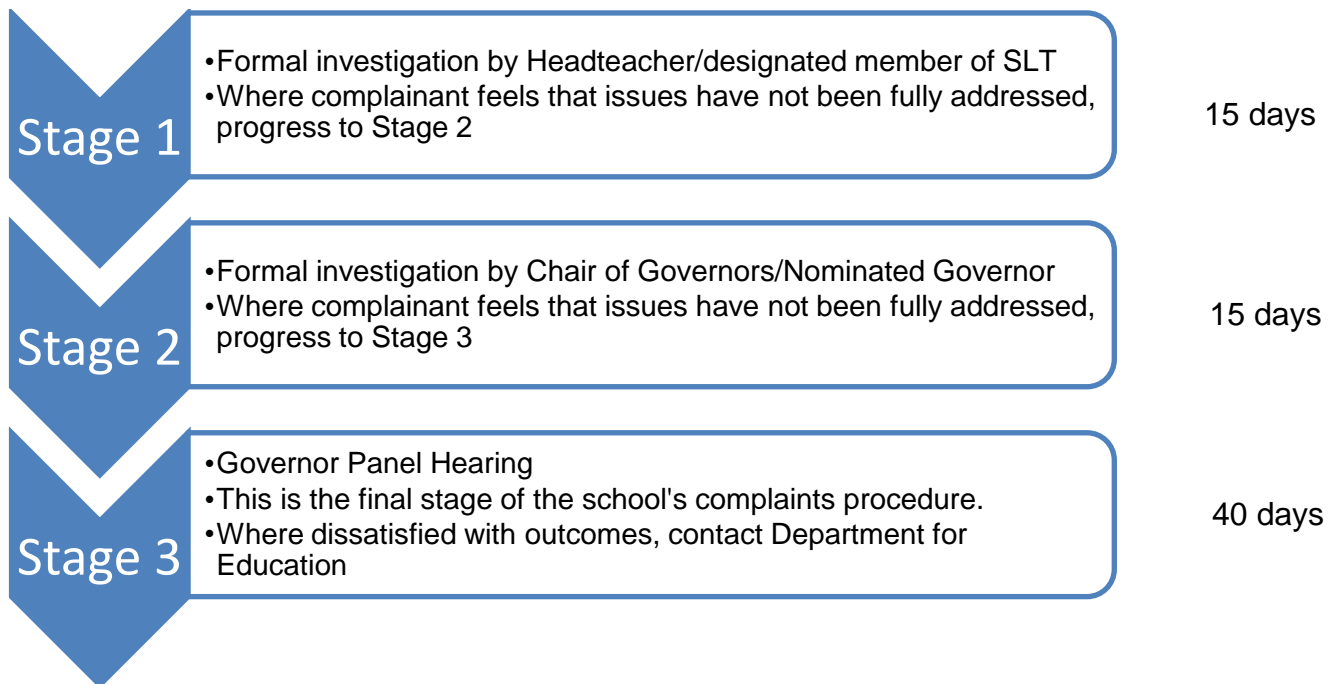 Stage 1
•Formal investigation by Headteacher/designated member of SLT
•Where complainant feels that issues have not been fully addressed,
progress to Stage 2
15 days
Stage 2
•Formal investigation by Chair of Governors/Nominated Governor
•Where complainant feels that issues have not been fully addressed,
progress to Stage 3
15 days
Stage 3
•Governor Panel Hearing
•This is the final stage of the school's complaints procedure.
•Where dissatisfied with outcomes, contact Department for
Education
40 days